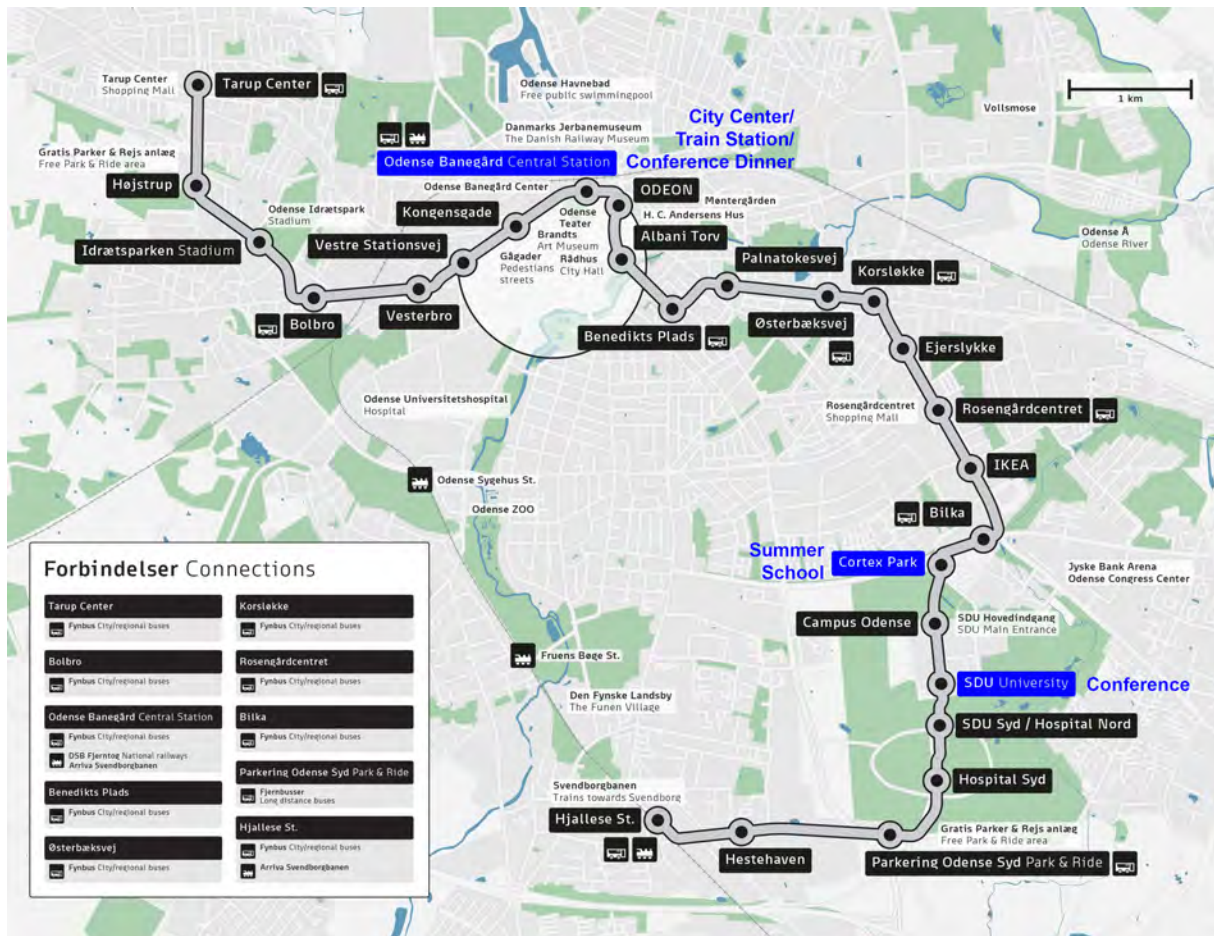 Tarup Center
Shopping Mall
Tarup Center
Odense Havnebad
Free public swimmingpool
1 km
Vollsmose
City Center/
Train Station/
Conference Dinner
Danmarks Jerbanemuseum
The Danish Railway Museum
Gratis Parker & Rejs anlæg
Free Park & Ride area
Odense Banegård Central Station
Højstrup
Odense Banegård Center
ODEON
Møntergården
Odense Idrætspark
Stadium
Kongensgade
Odense
Teater
H. C. Andersens Hus
Idrætsparken Stadium
Vestre Stationsvej
Brandts
Art Museum
Albani Torv
Odense Å
Odense River
Gågader
Pedestians
streets
Rådhus
City Hall
Palnatokesvej
Korsløkke
Bolbro
Vesterbro
Benedikts Plads
Østerbæksvej
Ejerslykke
Odense Universitetshospital
Hospital
Rosengårdcentret
Shopping Mall
Rosengårdcentret
IKEA
Odense Sygehus St.
Odense ZOO
Bilka
Summer
School
Cortex Park
Jyske Bank Arena
Odense Congress Center
Campus Odense
SDU Hovedindgang
SDU Main Entrance
Fruens Bøge St.
SDU University
Conference
Den Fynske Landsby
The Funen Village
SDU Syd / Hospital Nord
Hospital Syd
Svendborgbanen
Trains towards Svendborg
Hjallese St.
Hestehaven
Gratis Parker & Rejs anlæg
Free Park & Ride area
Parkering Odense Syd Park & Ride
Forbindelser Connections
Tarup Center
Fynbus City/regional buses
Bolbro
Fynbus City/regional buses
Odense Banegård Central Station
Fynbus City/regional buses
DSB Fjerntog National railways
Arriva Svendborgbanen
Benedikts Plads
Fynbus City/regional buses
Østerbæksvej
Fynbus City/regional buses
Korsløkke
Fynbus City/regional buses
Rosengårdcentret
Fynbus City/regional buses
Bilka
Fynbus City/regional buses
Parkering Odense Syd Park & Ride
Fjernbusser
Long distance buses
Hjallese St.
Fynbus City/regional buses
Arriva Svendborgbanen